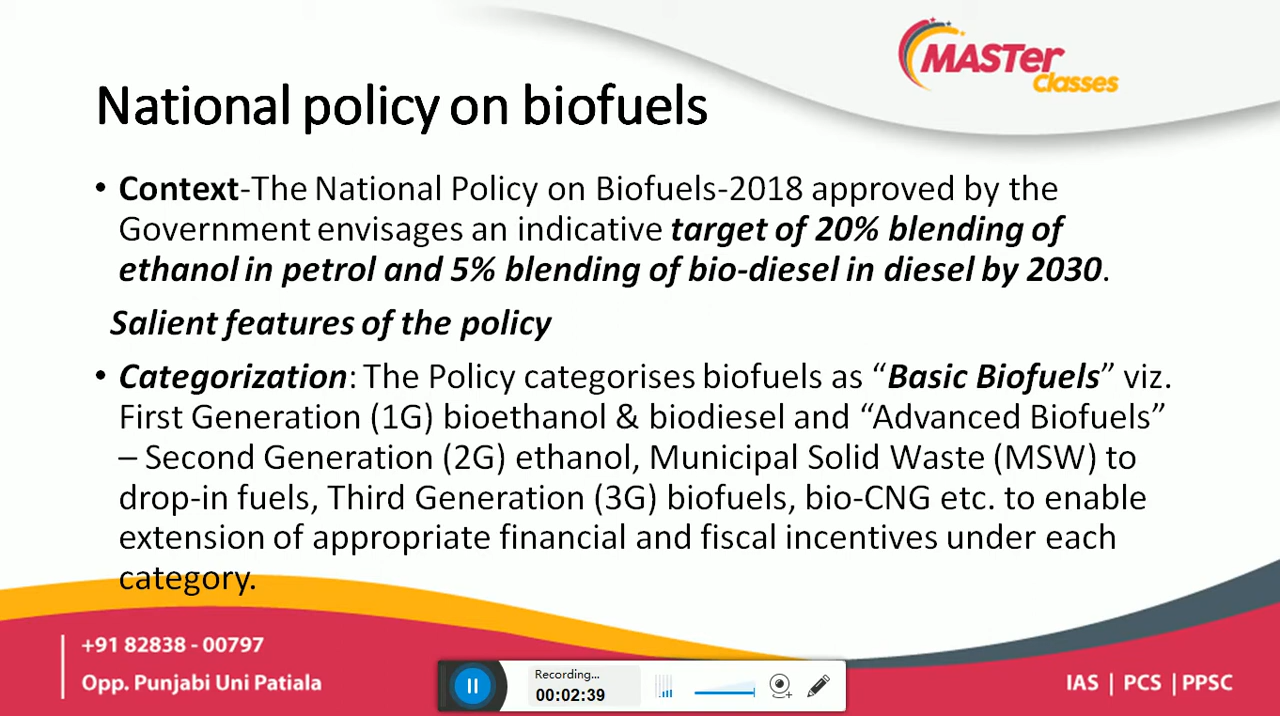 MASTer
Classes
National policy on biofuels
• Context-The National Policy on Biofuels-2018 approved by the
Government envisages an indicative target of 20% blending of
ethanol in petrol and 5% blending of bio-diesel in diesel by 2030.
Salient features of the policy
• Categorization: The Policy categorises biofuels as “Basic Biofuels” viz.
First Generation (1G) bioethanol & biodiesel and “Advanced Biofuels”
– Second Generation (2G) ethanol, Municipal Solid Waste (MSW) to
drop-in fuels, Third Generation (3G) biofuels, bio-CNG etc. to enable
extension of appropriate financial and fiscal incentives under each
category.
+91 82838 - 00797
Opp. Punjabi Uni Patiala
Recording...
00:02:39
IAS | PCS | PPSC